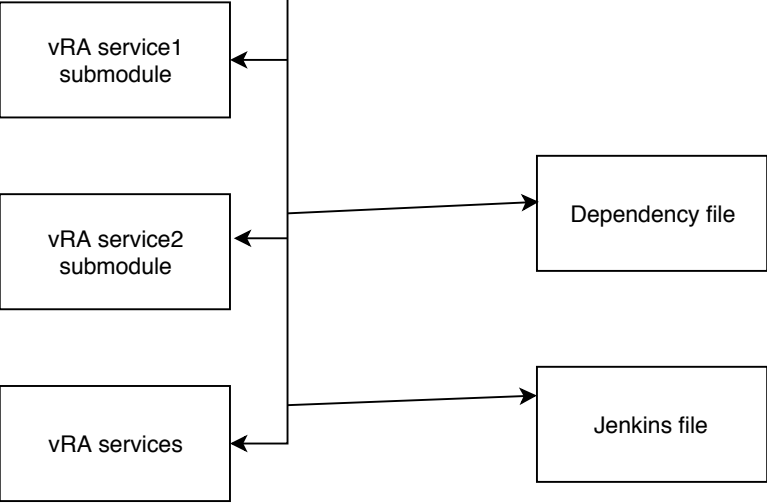 vRA service1
submodule
Dependency file
vRA service2
submodule
Jenkins file
vRA services